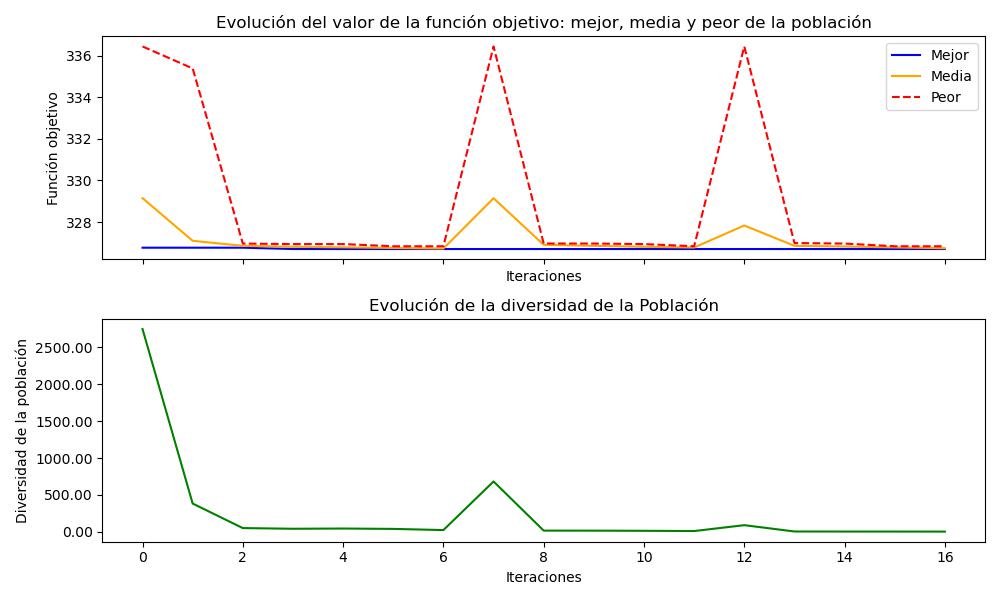 Evolución del valor de la función objetivo: mejor, media y peor de la población
Función objetivo
336
334
332
330
328
Mejor
Media
Peor
Iteraciones
Evolución de la diversidad de la Población
Diversidad de la población
2500.00
2000.00
1500.00
1000.00
500.00
0.00
0 2 4 6 8 10 12 14 16
Iteraciones